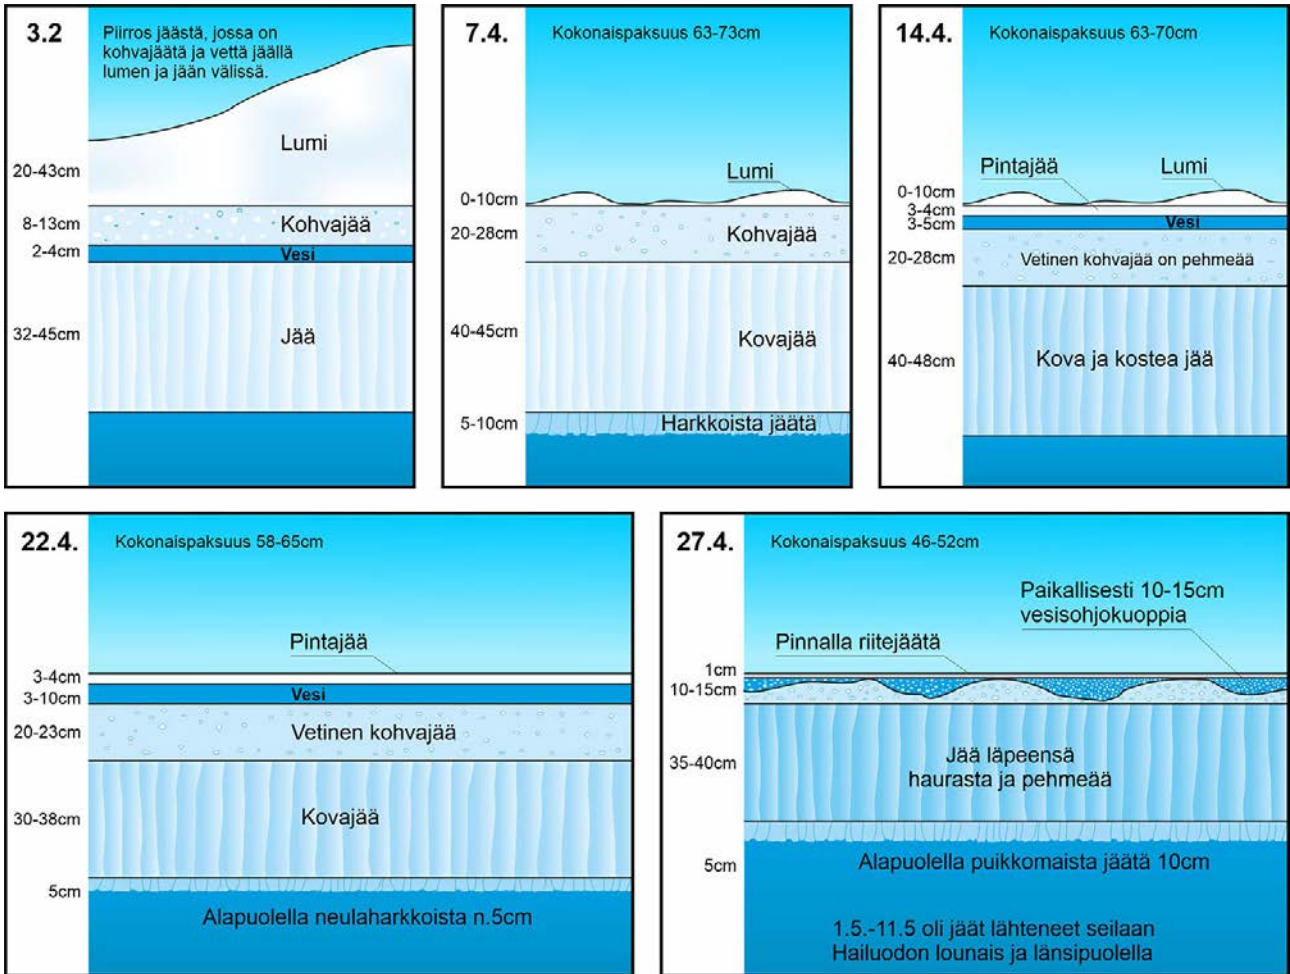 3.2
Piirros jäästä, jossa on
kohvajäätä ja vettä jäällä
lumen ja jään välissä.
Lumi
20-43cm
Kohvajää
8-13cm
Vesi
2-4cm
Jää
32-45cm
7.4.
Kokonaispaksuus 63-73cm
Lumi
0-10cm
Kohvajää
20-28cm
Kovajää
40-45cm
Harkkoista jäätä
5-10cm
14.4.
Kokonaispaksuus 63-70cm
Pintajää
Lumi
0-10cm
3-4cm
Vesi
3-5cm
Vetinen kohvajää on pehmeää
20-28cm
Kova ja kostea jää
40-48cm
22.4.
Kokonaispaksuus 58-65cm
Pintajää
3-4cm
Vesi
3-10cm
Vetinen kohvajää
20-23cm
Kovajää
30-38cm
5cm
Alapuolella neulaharkkoista n.5cm
27.4.
Kokonaispaksuus 46-52cm
Paikallisesti 10-15cm
vesisohjokuoppia
Pinnalla riitejäätä
1cm
10-15cm
Jää läpeensä
haurasta ja pehmeää
35-40cm
Alapuolella puikkomaista jäätä 10cm
5cm
1.5.-11.5 oli jäät lähteneet seilaan
Hailuodon lounais ja länsipuolella